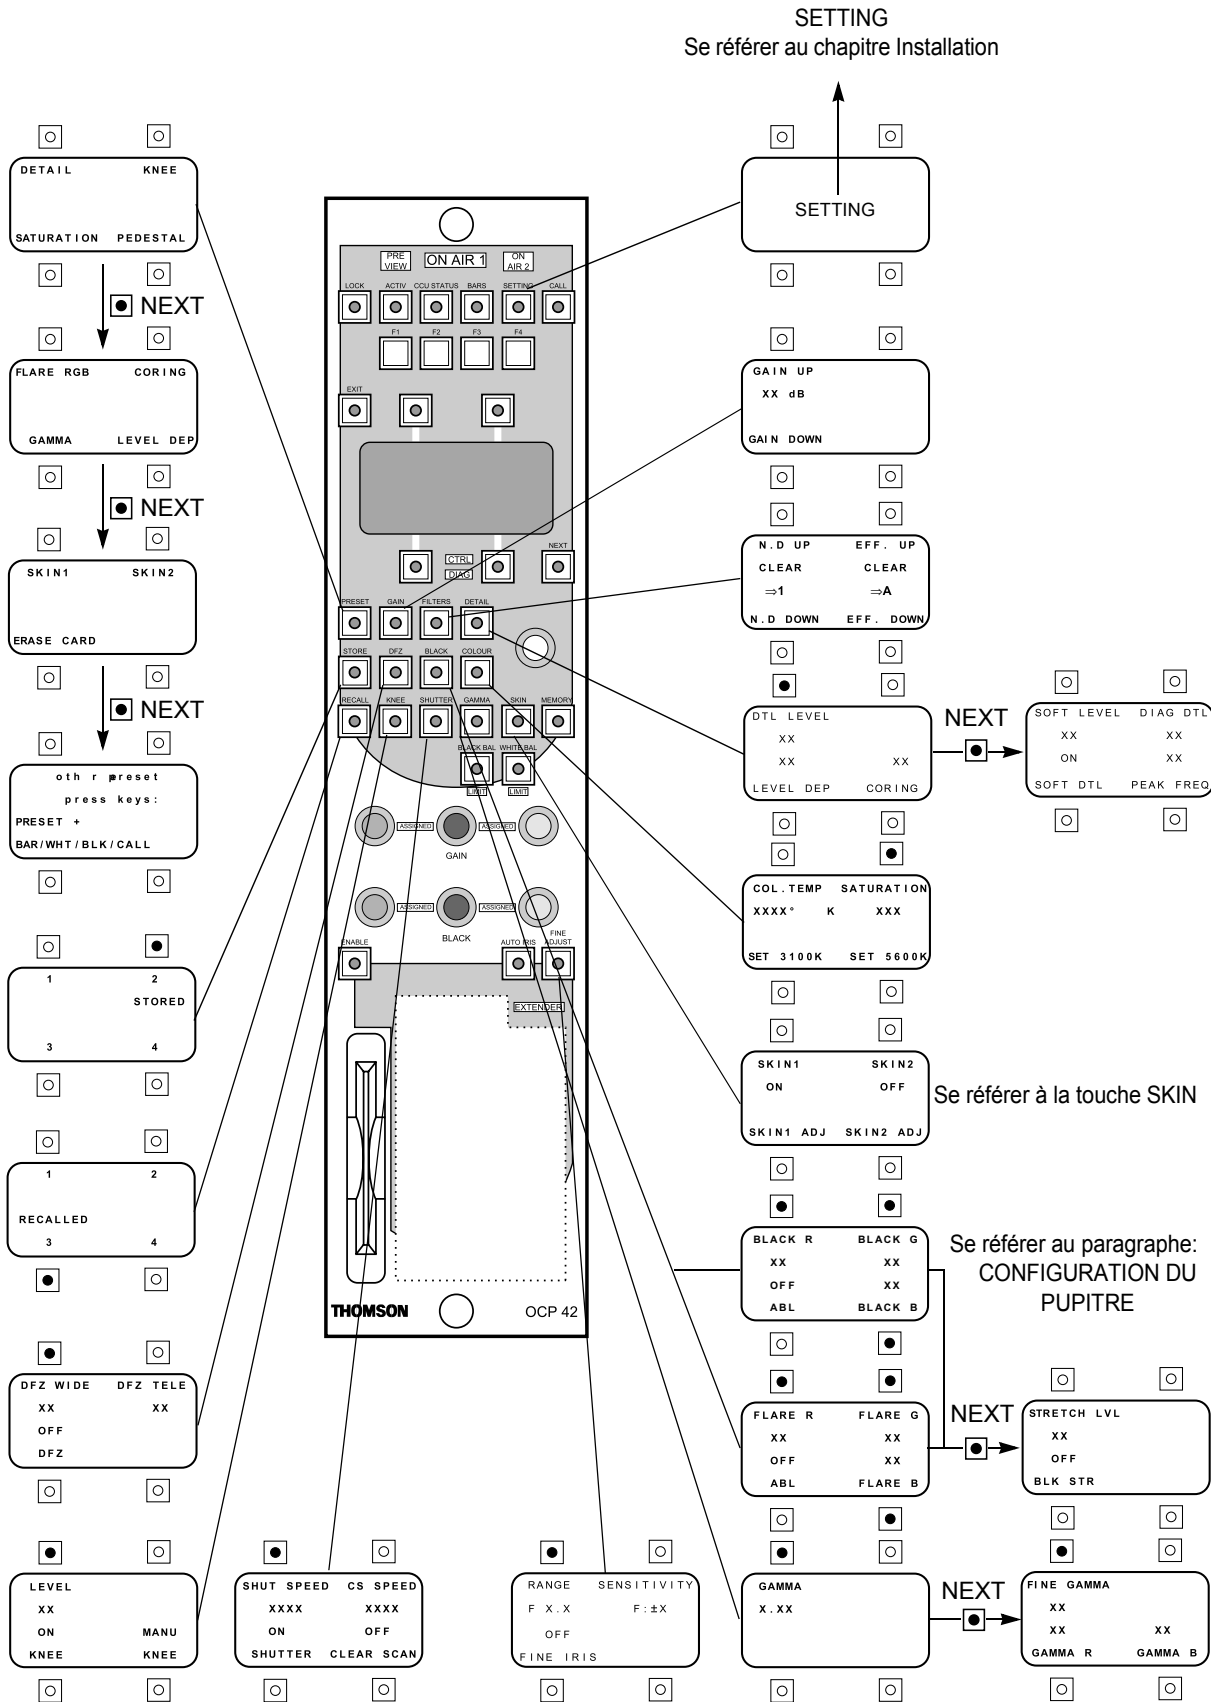 SETTING
Se référer au chapitre Installation
DETAIL KNEE
SATURATION PEDESTAL
NEXT
FLARE RGB CORING
GAMMA LEVEL DEP
NEXT
SKIN1 SKIN2
ERASE CARD
NEXT
oth r preset
press keys:
PRESET +
BAR/WHT/BLK/CALL
1 2
STORED
3 4
1 2
RECALLED
3 4
DFZ WIDE DFZ TELE
XX XX
OFF
DFZ
LEVEL
XX
ON MANU
KNEE KNEE
PRE VIEW
ON AIR 1
ON AIR 2
LOCK ACTIV CCU STATUS BARS SETTING CALL
F1 F2 F3 F4
EXIT
CTRL
DIAG
NEXT
PRESET GAIN FILTERS DETAIL
STORE DFZ BLACK COLOUR
RECALL KNEE SHUTTER GAMMA SKIN MEMORY
BLACK BAL WHITE BAL
LIMIT LIMIT
ASSIGNED ASSIGNED
GAIN
ASSIGNED ASSIGNED
BLACK
ENABLE AUTO IRIS FINE ADJUST
EXTENDER
THOMSON OCP 42
SHUT SPEED CS SPEED
XXXX XXXX
ON OFF
SHUTTER CLEAR SCAN
RANGE SENSITIVITY
F X.X F:±X
OFF
FINE IRIS
SETTING
GAIN UP
XX dB
GAIN DOWN
N.D UP EFF. UP
CLEAR CLEAR
⇒1 ⇒A
N.D DOWN EFF. DOWN
DTL LEVEL
XX
XX XX
LEVEL DEP CORING
NEXT
SOFT LEVEL DIAG DTL
XX XX
ON XX
SOFT DTL PEAK FREQ
COL.TEMP SATURATION
XXXX° K XXX
SET 3100K SET 5600K
SKIN1 SKIN2
ON OFF
SKIN1 ADJ SKIN2 ADJ
Se référer à la touche SKIN
BLACK R BLACK G
XX XX
OFF XX
ABL BLACK B
Se référer au paragraphe:
CONFIGURATION DU
PUPITRE
FLARE R FLARE G
XX XX
OFF XX
ABL FLARE B
NEXT
STRETCH LVL
XX
OFF
BLK STR
GAMMA
X.XX
NEXT
FINE GAMMA
XX
XX XX
GAMMA R GAMMA B